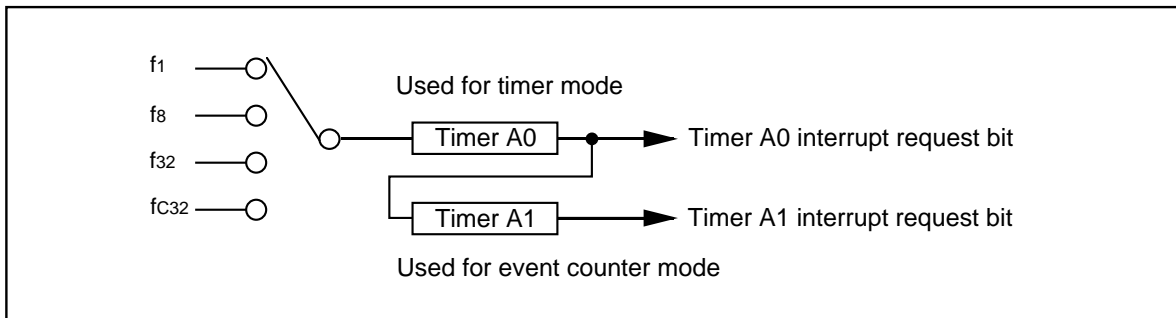 f1
Used for timer mode
f8
Timer A0
Timer A0 interrupt request bit
f32
fC32
Timer A1
Timer A1 interrupt request bit
Used for event counter mode